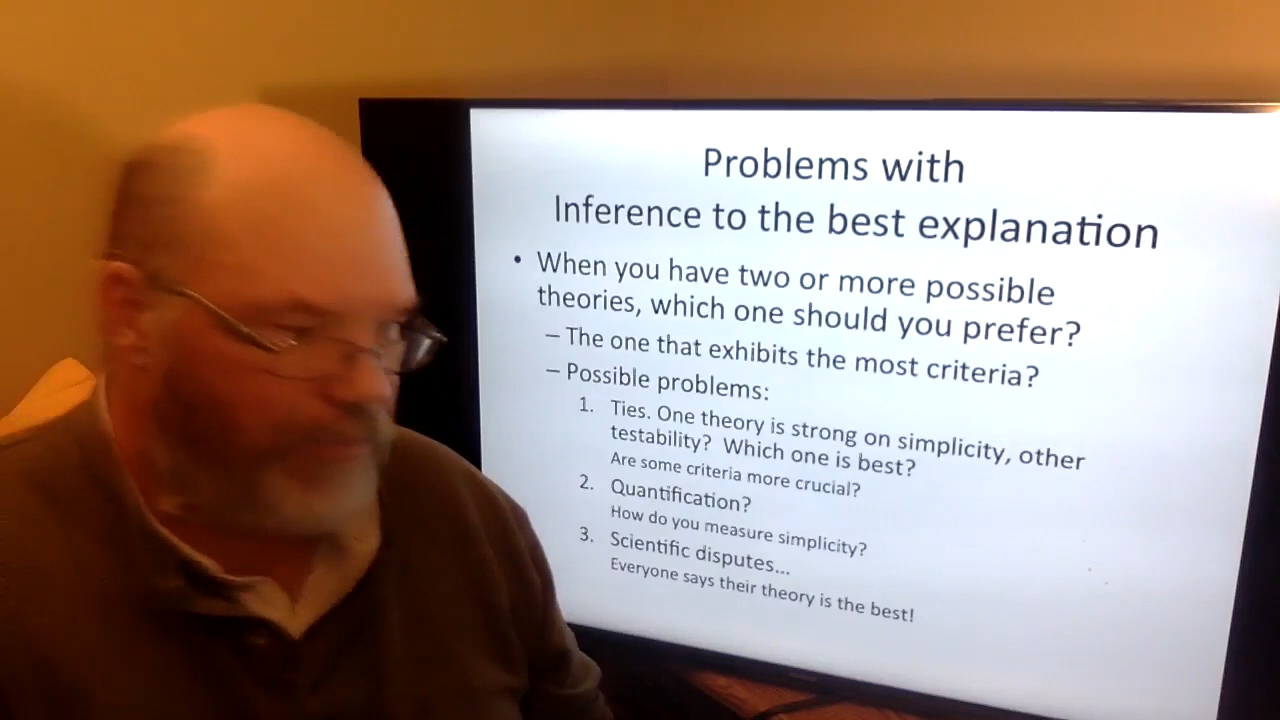 Problems with
Inference to the best explanation
• When you have two or more possible
theories, which one should you prefer?
– The one that exhibits the most criteria?
– Possible problems:
1. Ties. One theory is strong on simplicity, other
testability? Which one is best?
Are some criteria more crucial?
2. Quantification?
How do you measure simplicity?
3. Scientific disputes...
Everyone says their theory is the best!